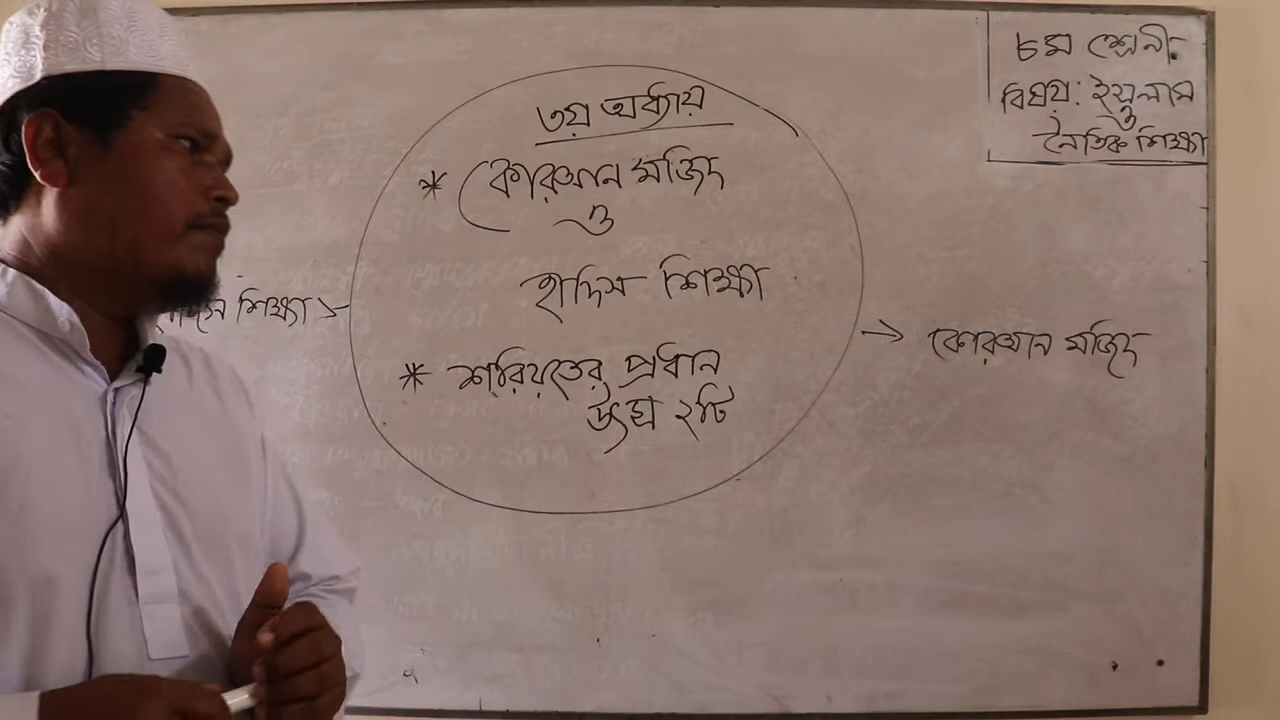 ৮ম শ্রেনী
বিষয়: ইসলাম
ও
নৈতিক শিক্ষা
৩য় অধ্যায়
* কোরআন মজিদ
ও
হাদিস শিক্ষা
* শরিয়তের প্রধান
উৎস ২টি
শিক্ষা
→ কোরআন মজিদ